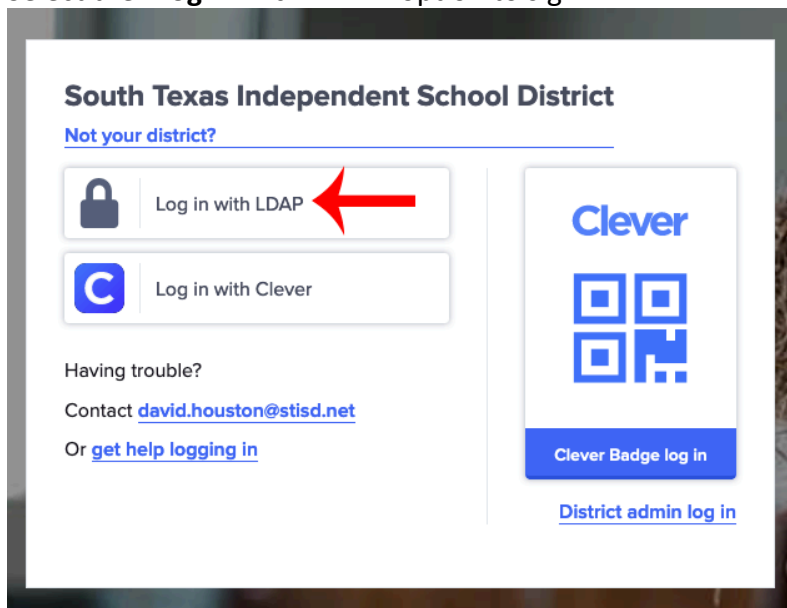 South Texas Independent School District
Not your district?
Log in with LDAP
Log in with Clever
Having trouble?
Contact david.houston@stisd.net
Or get help logging in
Clever
Clever Badge log in
District admin log in